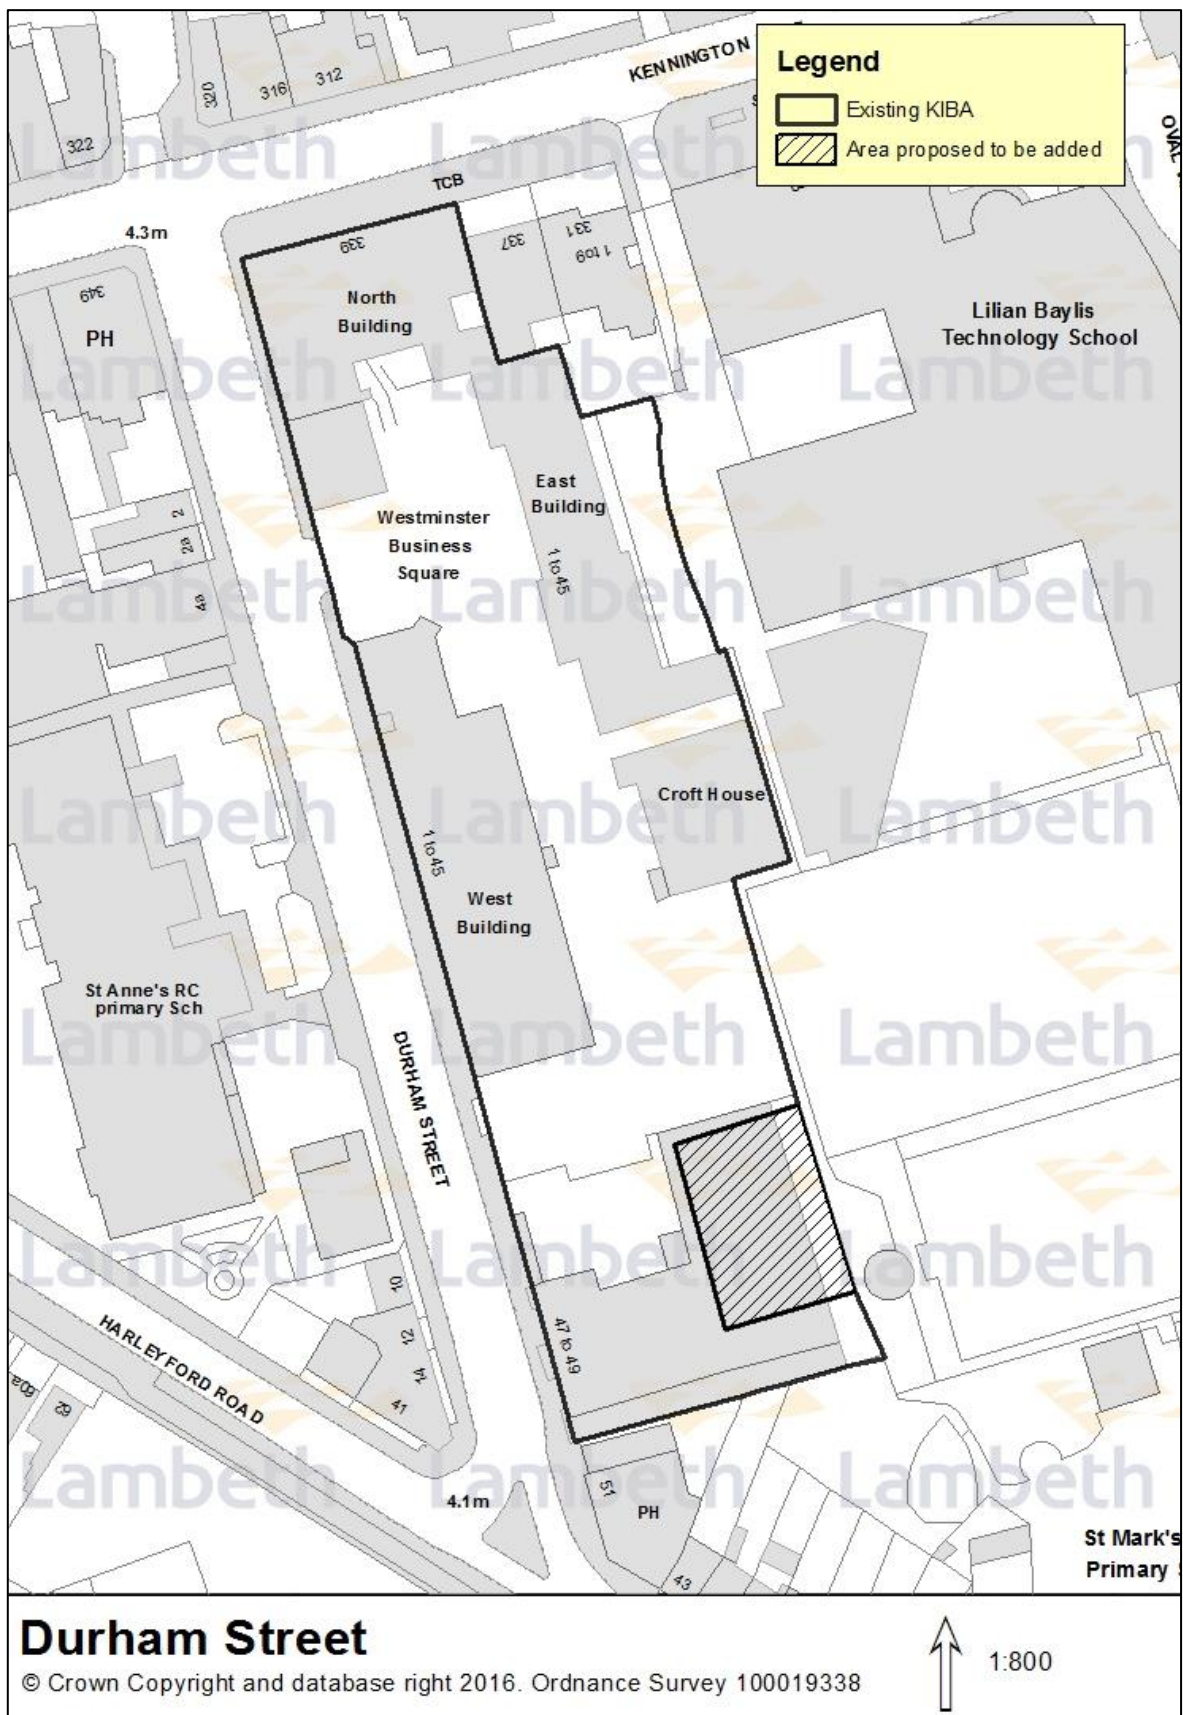 KENNINGTON
Legend
Existing KIBA
Area proposed to be added
320
316
312
322
TCB
4.3m
339
337
331
1 to 9
349
PH
North
Building
Lilian Baylis
Technology School
East
Building
1 to 45
2
2a
4a
Westminster
Business
Square
Croft House
1 to 45
West
Building
St Anne's RC
primary Sch
DURHAM STREET
10
12
14
41
47 to 49
HARLEYFORD ROAD
60a
62
4.1m
51
PH
43
St Mark's
Primary
Lambeth
Durham Street
1:800
© Crown Copyright and database right 2016. Ordnance Survey 100019338